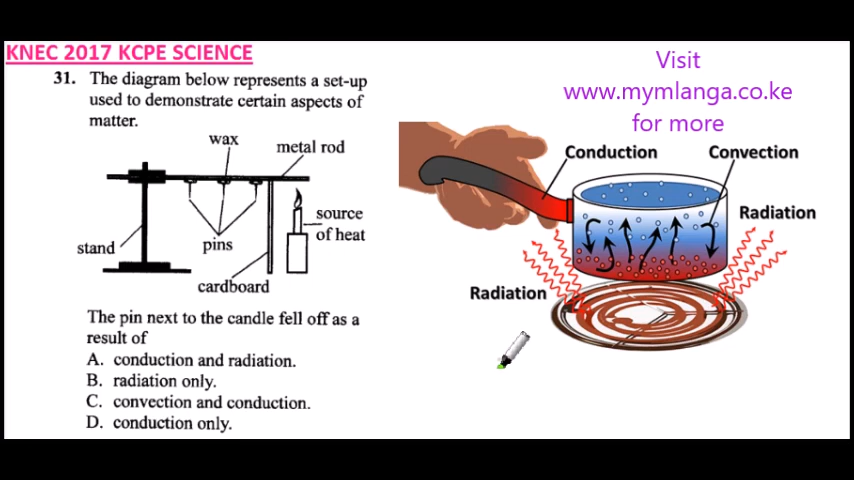 KNEC 2017 KCPE SCIENCE
31. The diagram below represents a set-up
used to demonstrate certain aspects of
matter.
wax
metal rod
source
of heat
pins
stand
cardboard
The pin next to the candle fell off as a
result of
A. conduction and radiation.
B. radiation only.
C. convection and conduction.
D. conduction only.
Visit
www.mymlanga.co.ke
for more
Conduction
Convection
Radiation
Radiation